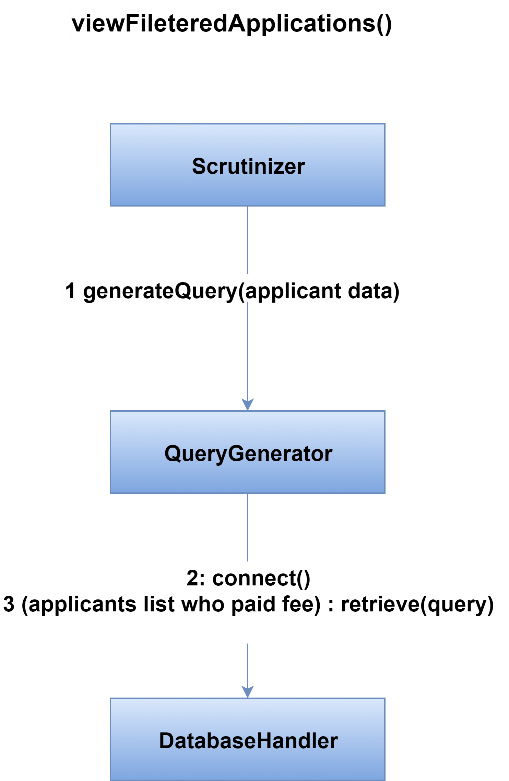 viewFileteredApplications()
Scrutinizer
1 generateQuery(applicant data)
QueryGenerator
2: connect()
3 (applicants list who paid fee) : retrieve(query)
DatabaseHandler